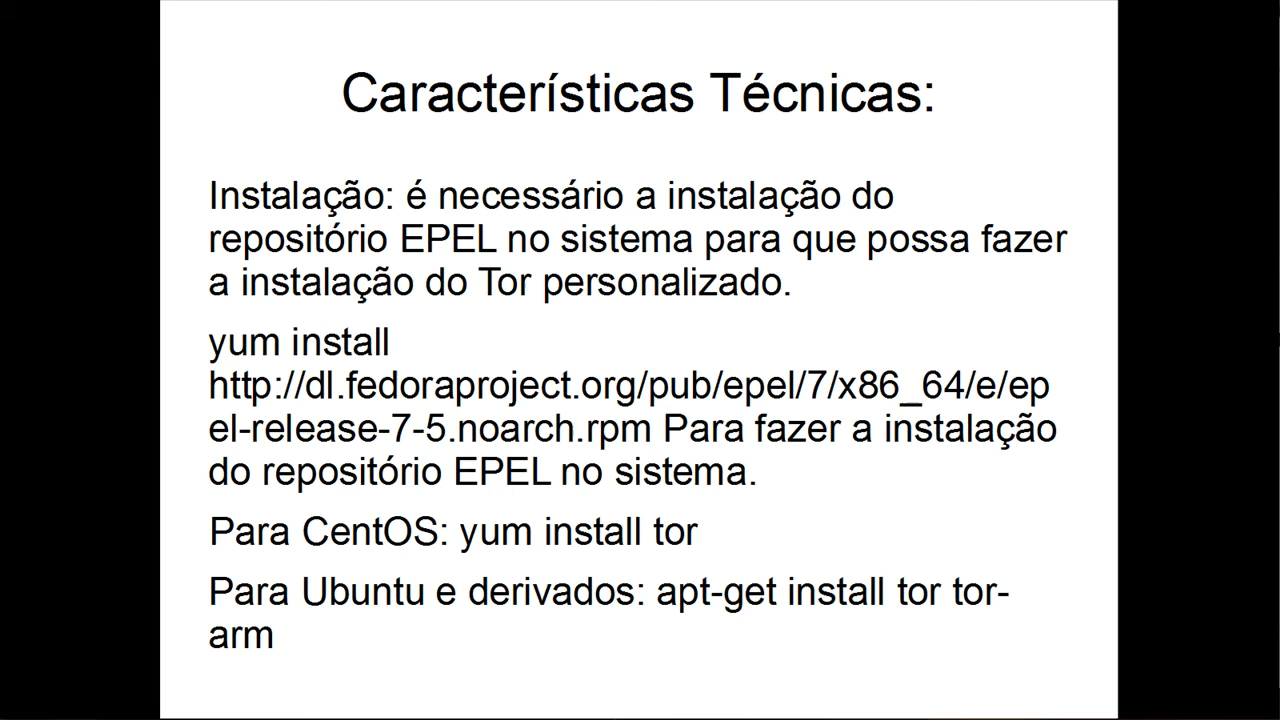 Características Técnicas:
Instalação: é necessário a instalação do
repositório EPEL no sistema para que possa fazer
a instalação do Tor personalizado.
yum install
http://dl.fedoraproject.org/pub/epel/7/x86_64/e/ep
el-release-7-5.noarch.rpm Para fazer a instalação
do repositório EPEL no sistema.
Para CentOS: yum install tor
Para Ubuntu e derivados: apt-get install tor tor-
arm